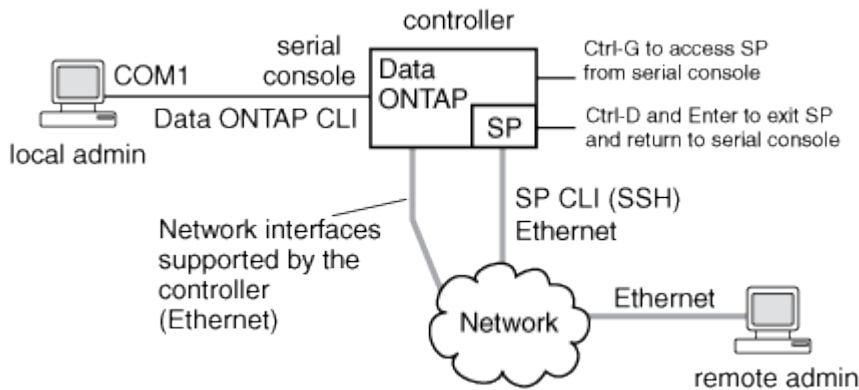 controller
serial
console
COM1
Data ONTAP CLI
local admin
Data
ONTAP
SP
Ctrl-G to access SP
from serial console
Ctrl-D and Enter to exit SP
and return to serial console
SP CLI (SSH)
Ethernet
Network interfaces
supported by the
controller
(Ethernet)
Network
Ethernet
remote admin